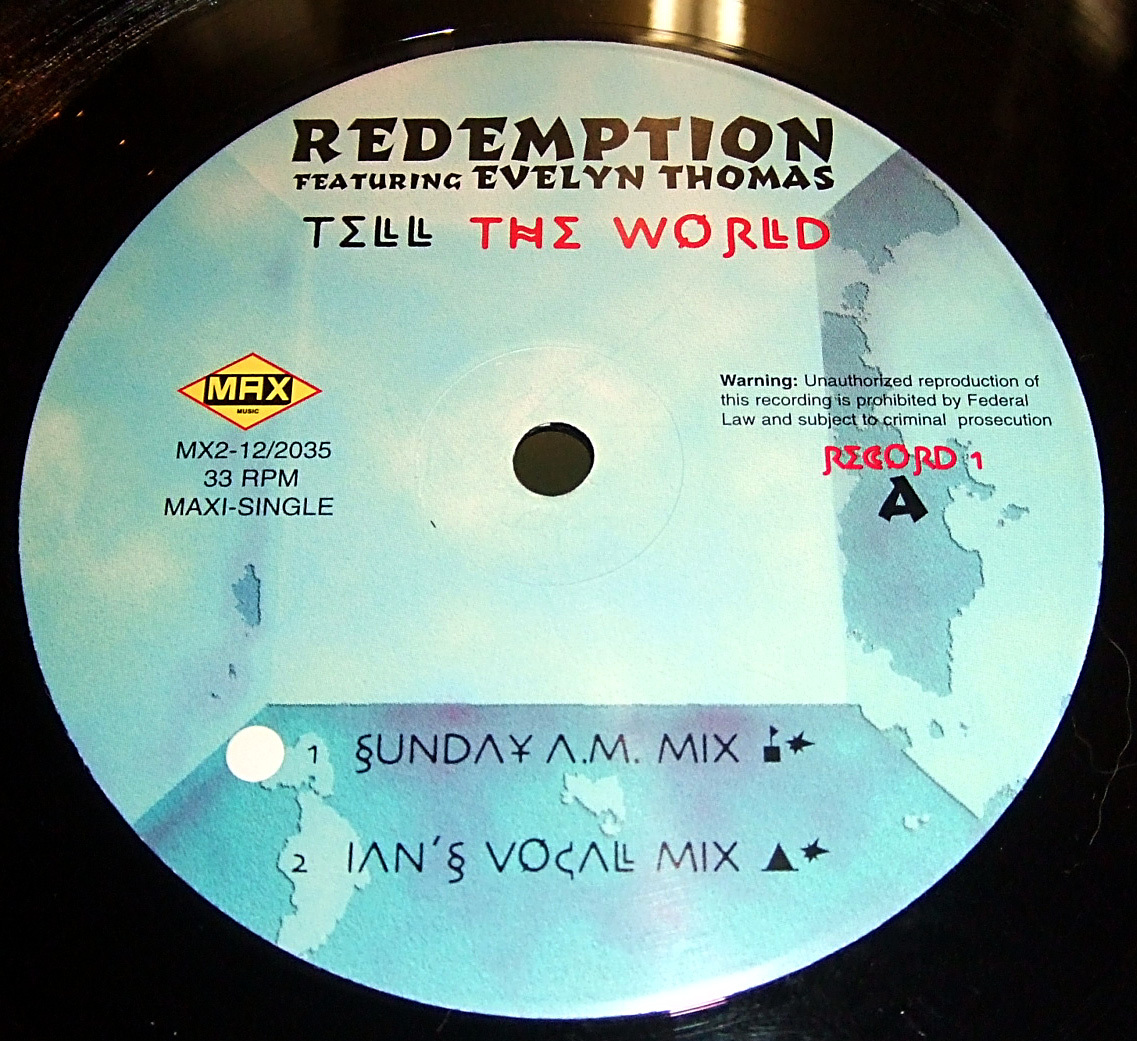 REDEMPTION
FEATURING EVELYN THOMAS
TELL THE WORLD
MAX
MUSIC
MX2-12/2035
33 RPM
MAXI-SINGLE
Warning: Unauthorized reproduction of
this recording is prohibited by Federal
Law and subject to criminal prosecution
RECORD 1
A
1 SUNDAY A.M. MIX
2 IAN'S VOCAL MIX